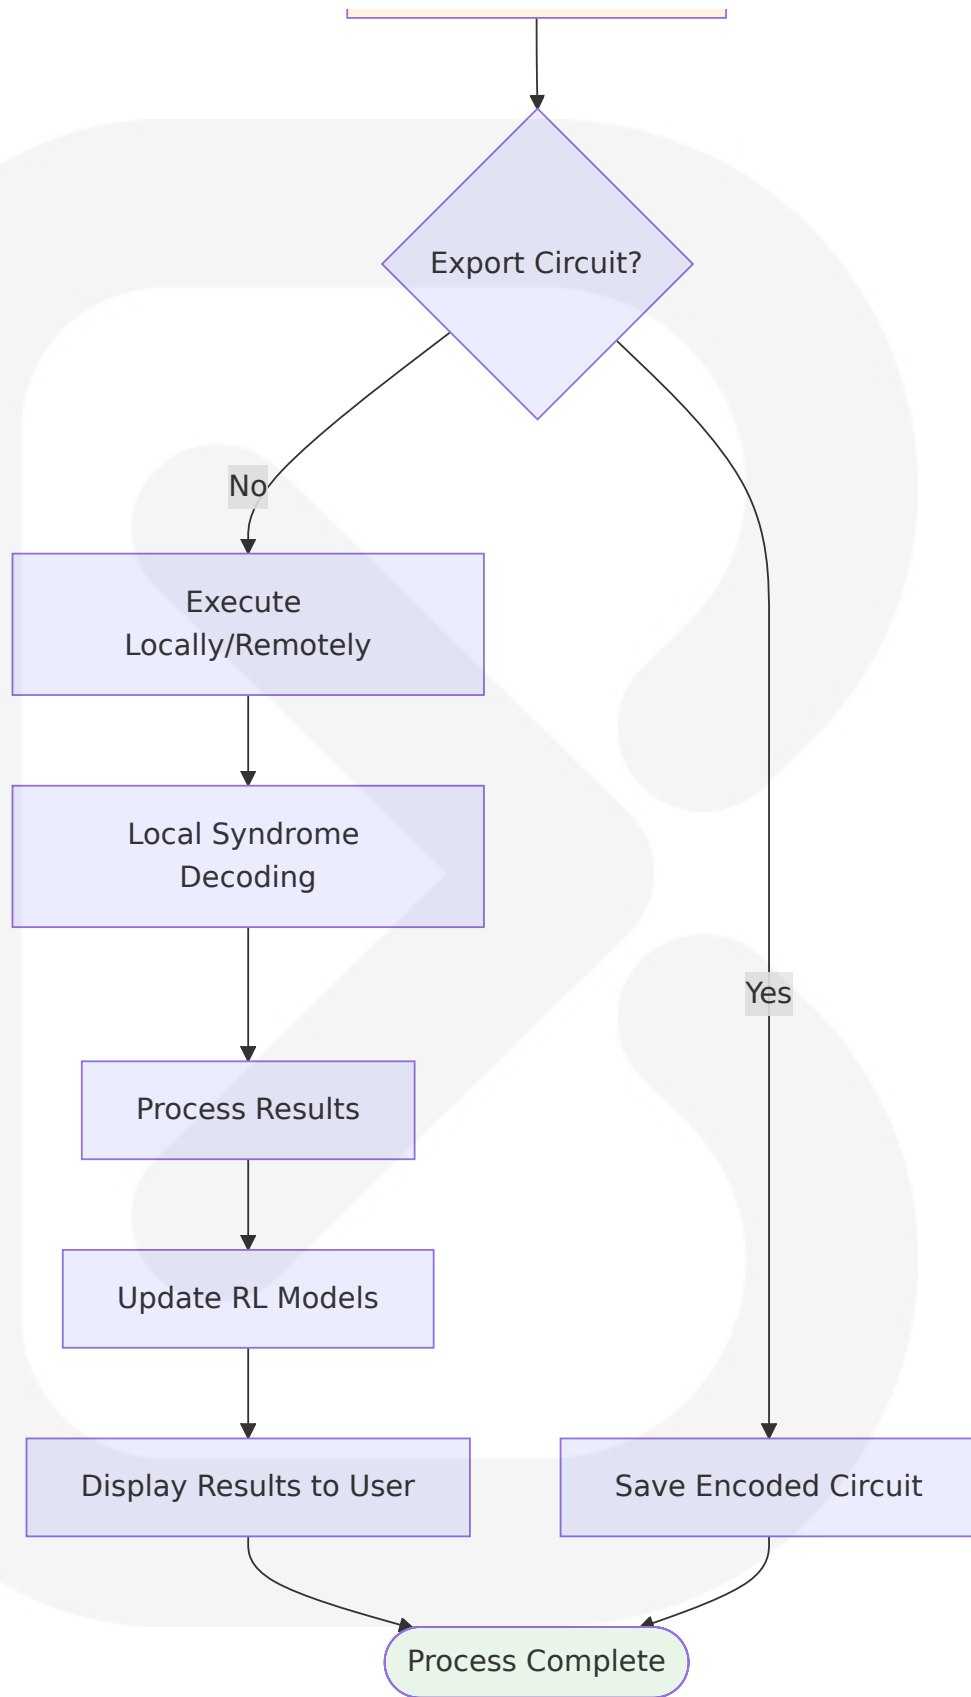 Export Circuit?
No
Execute
Locally/Remotely
Local Syndrome
Decoding
Yes
Process Results
Update RL Models
Display Results to User
Save Encoded Circuit
Process Complete